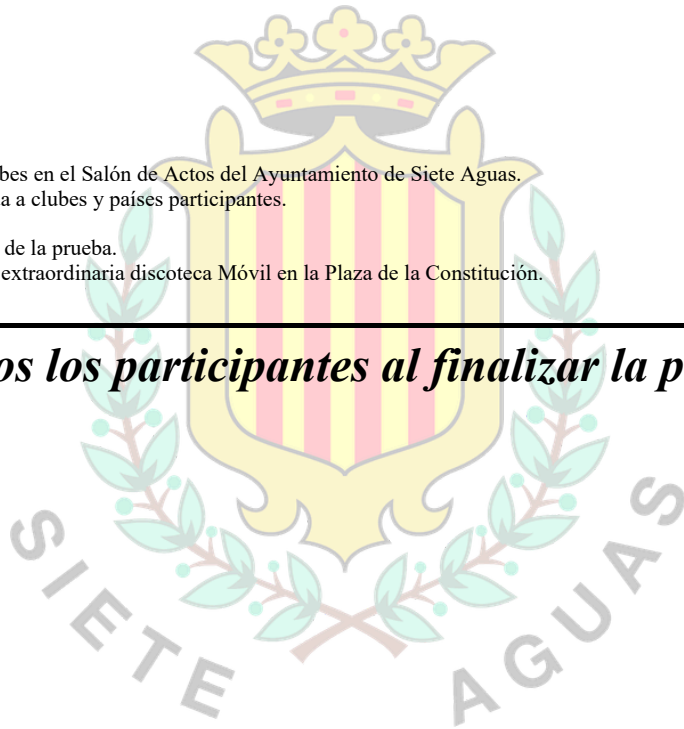 bes en el Salón de Actos del Ayuntamiento de Siete Aguas.
a a clubes y países participantes.
de la prueba.
extraordinaria discoteca Móvil en la Plaza de la Constitución.
os los participantes al finalizar la p
SIETE AGUAS